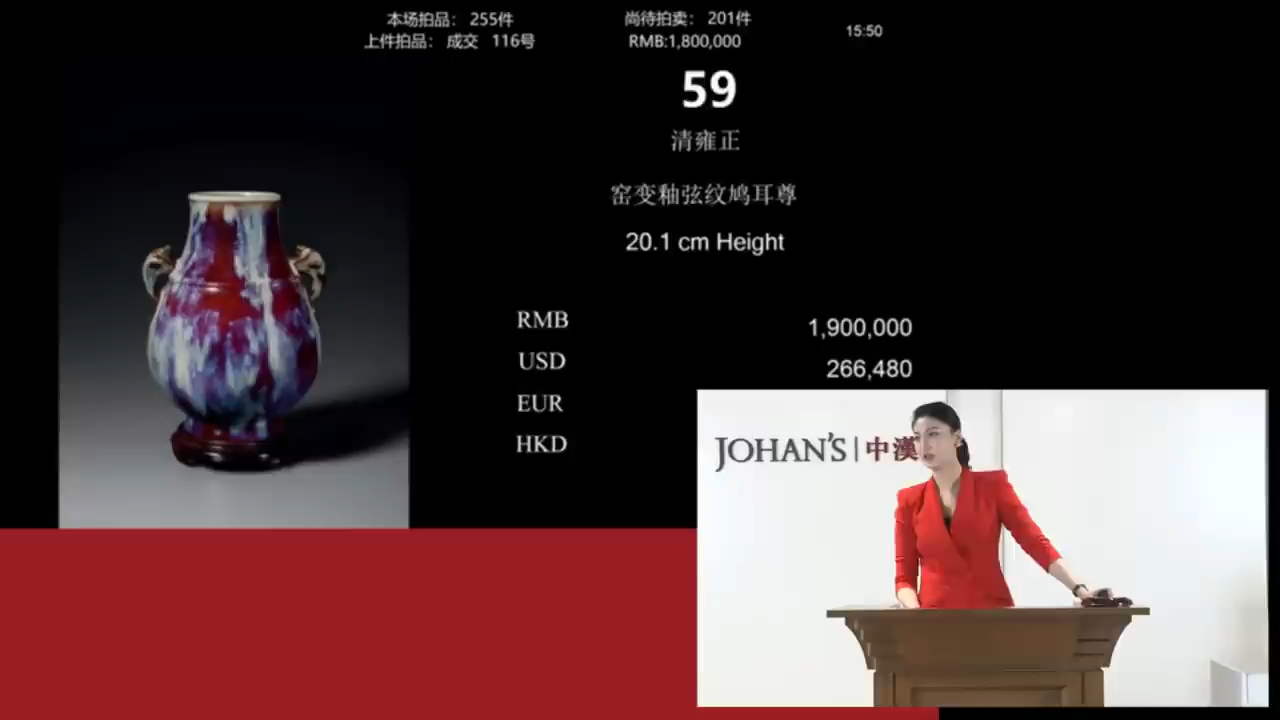 本场拍品: 255件
上件拍品: 成交 116号
尚待拍卖: 201件
RMB:1,800,000
15:50
59
清雍正
窑变釉弦纹鸠耳尊
20.1 cm Height
RMB 1,900,000
USD 266,480
EUR
HKD
JOHAN'S | 中漢